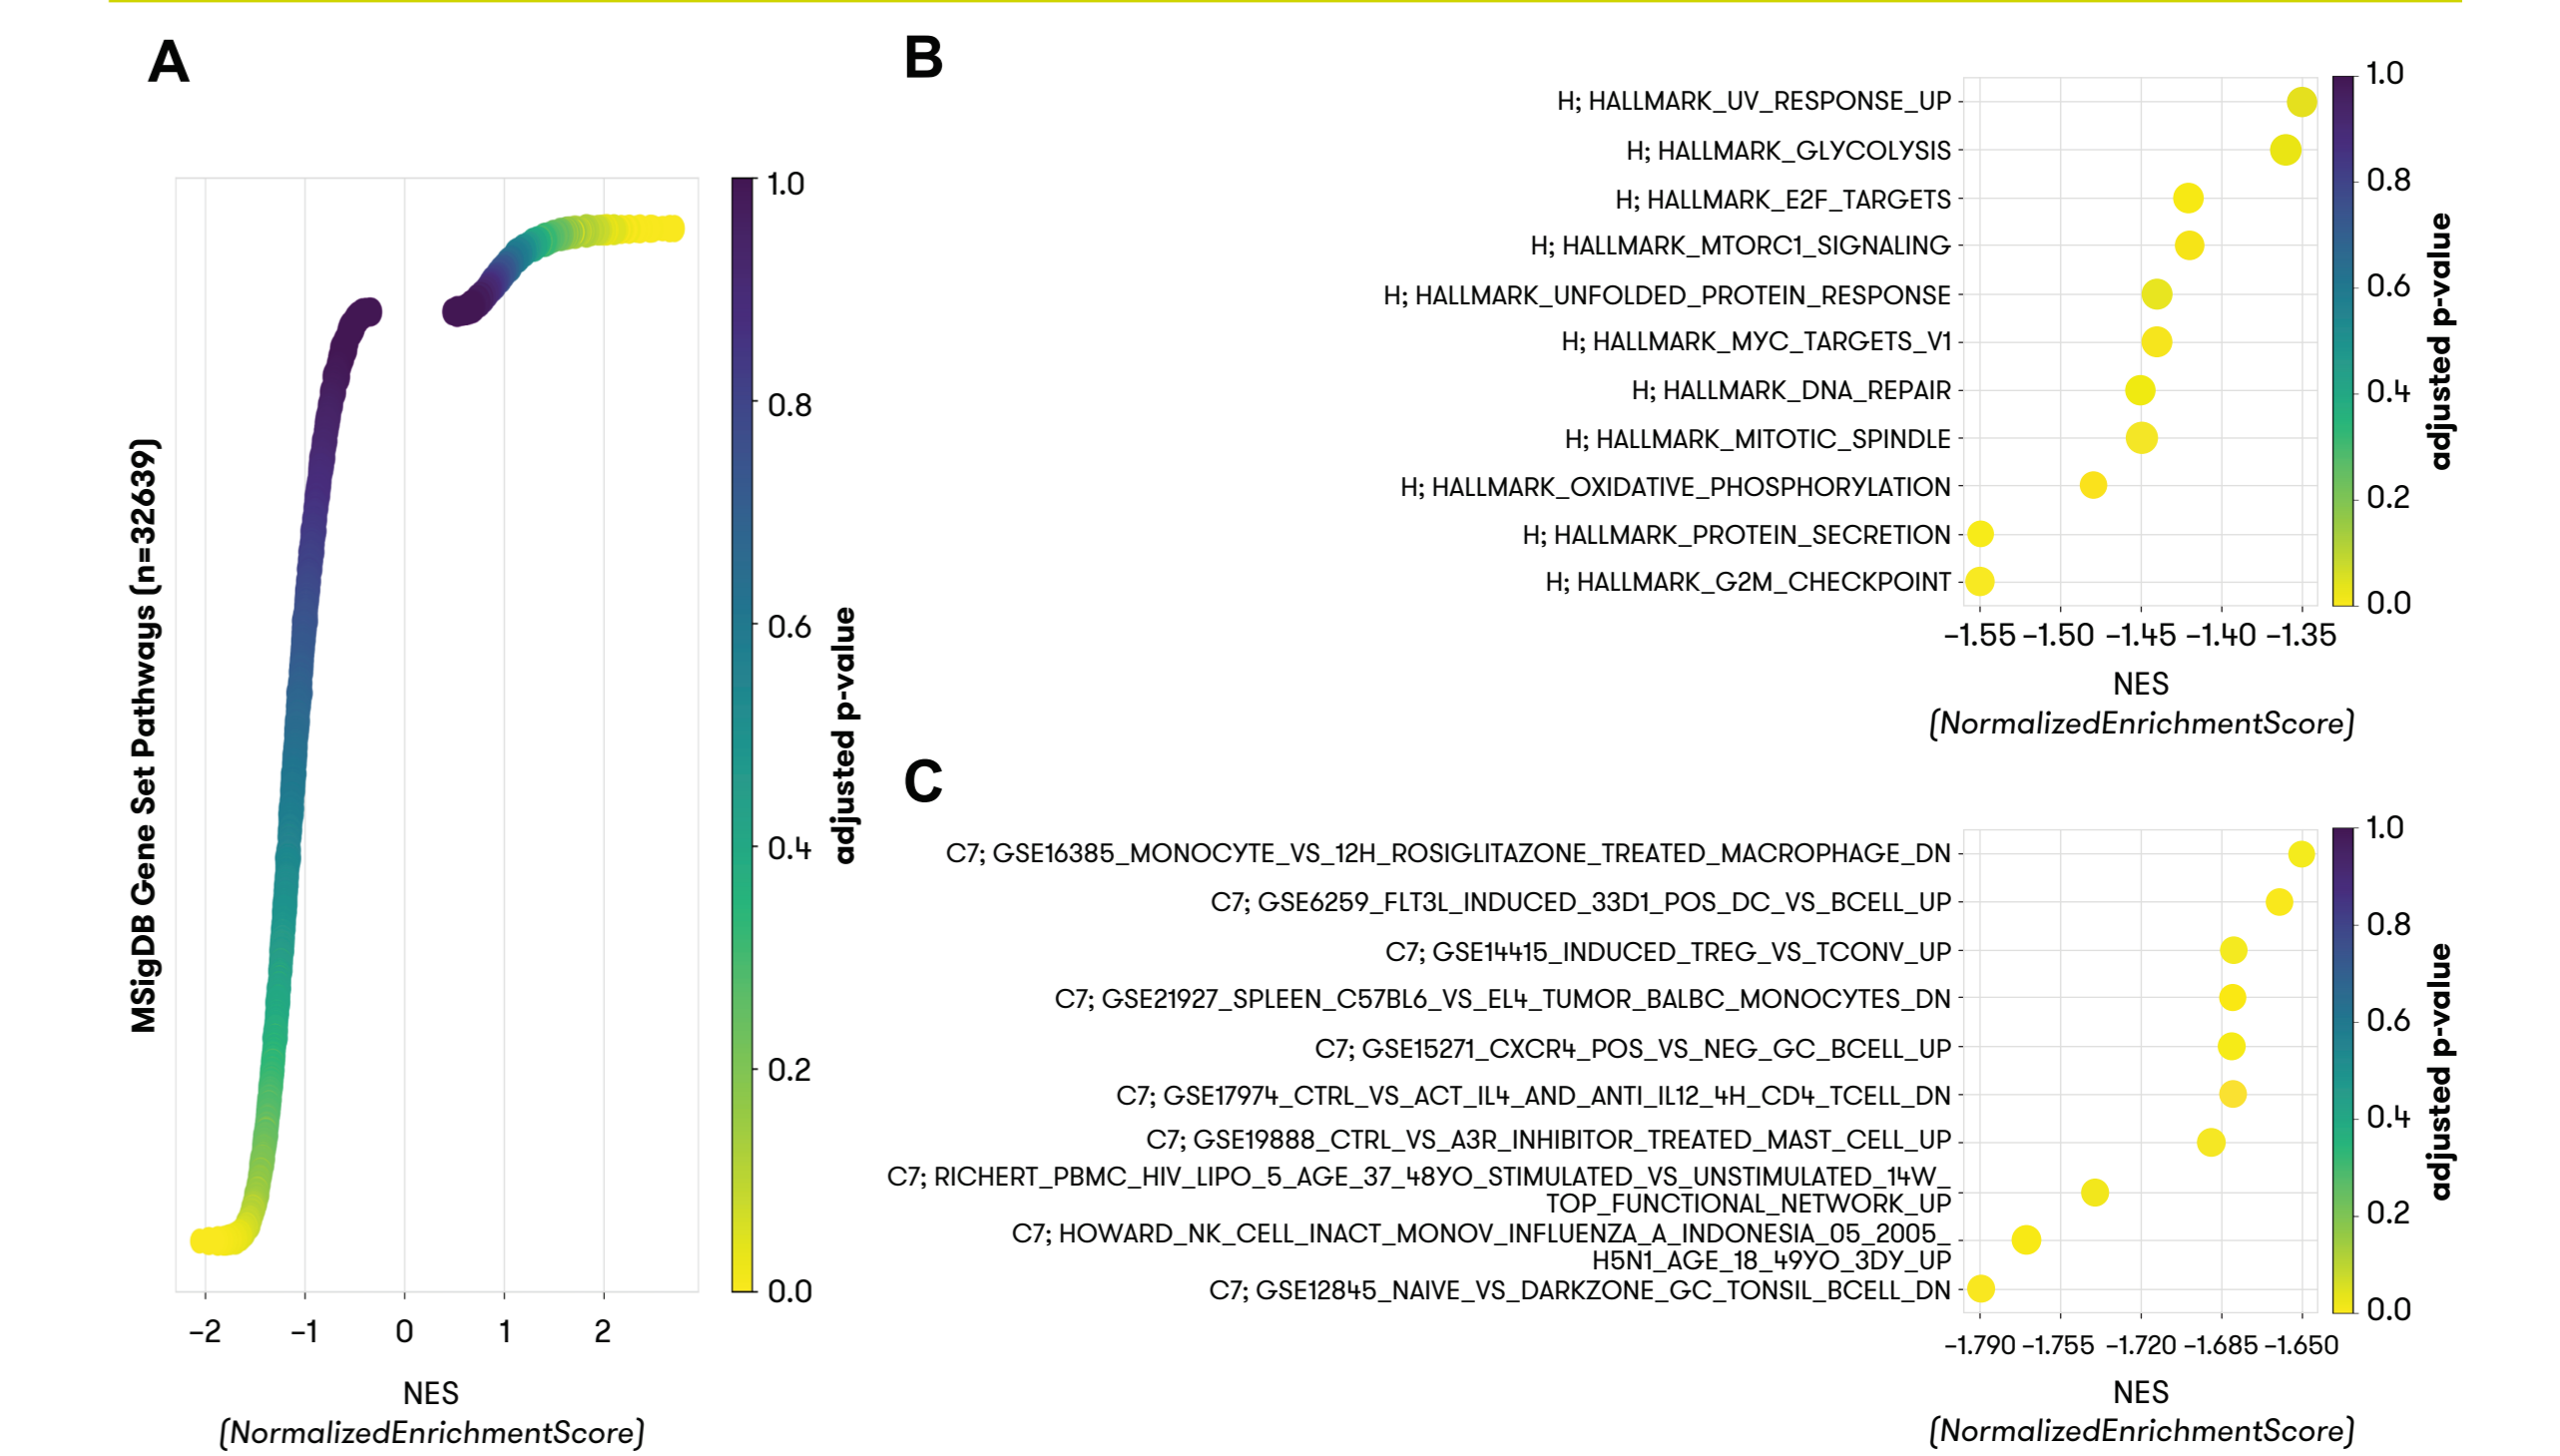 A
MSigDB Gene Set Pathways (n=32639)
−2 −1 0 1 2
NES
(NormalizedEnrichmentScore)
1.0
0.8
0.6
0.4
0.2
0.0
adjusted p-value
B
H; HALLMARK_UV_RESPONSE_UP
H; HALLMARK_GLYCOLYSIS
H; HALLMARK_E2F_TARGETS
H; HALLMARK_MTORC1_SIGNALING
H; HALLMARK_UNFOLDED_PROTEIN_RESPONSE
H; HALLMARK_MYC_TARGETS_V1
H; HALLMARK_DNA_REPAIR
H; HALLMARK_MITOTIC_SPINDLE
H; HALLMARK_OXIDATIVE_PHOSPHORYLATION
H; HALLMARK_PROTEIN_SECRETION
H; HALLMARK_G2M_CHECKPOINT
−1.55 −1.50 −1.45 −1.40 −1.35
NES
(NormalizedEnrichmentScore)
1.0
0.8
0.6
0.4
0.2
0.0
adjusted p-value
C
C7; GSE16385_MONOCYTE_VS_12H_ROSIGLITAZONE_TREATED_MACROPHAGE_DN
C7; GSE6259_FLT3L_INDUCED_33D1_POS_DC_VS_BCELL_UP
C7; GSE14415_INDUCED_TREG_VS_TCONV_UP
C7; GSE21927_SPLEEN_C57BL6_VS_EL4_TUMOR_BALBC_MONOCYTES_DN
C7; GSE15271_CXCR4_POS_VS_NEG_GC_BCELL_UP
C7; GSE17974_CTRL_VS_ACT_IL4_AND_ANTI_IL12_4H_CD4_TCELL_DN
C7; GSE19888_CTRL_VS_A3R_INHIBITOR_TREATED_MAST_CELL_UP
C7; RICHERT_PBMC_HIV_LIPO_5_AGE_37_48YO_STIMULATED_VS_UNSTIMULATED_14W_
TOP_FUNCTIONAL_NETWORK_UP
C7; HOWARD_NK_CELL_INACT_MONOV_INFLUENZA_A_INDONESIA_05_2005_
H5N1_AGE_18_49YO_3DY_UP
C7; GSE12845_NAIVE_VS_DARKZONE_GC_TONSIL_BCELL_DN
−1.790 −1.755 −1.720 −1.685 −1.650
NES
(NormalizedEnrichmentScore)
1.0
0.8
0.6
0.4
0.2
0.0
adjusted p-value